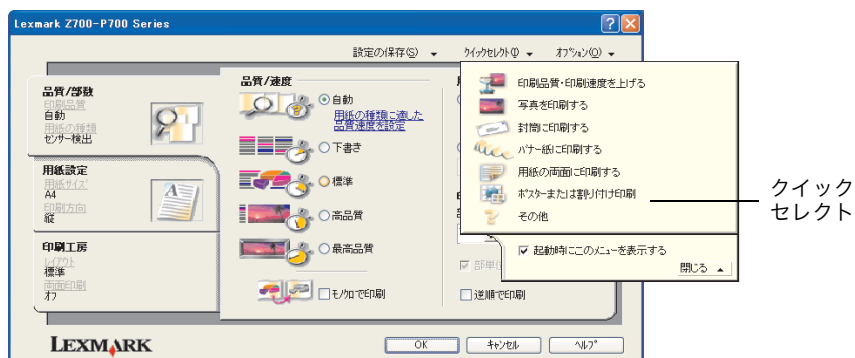 Lexmark Z700-P700 Series
設定の保存(S)
クイックセレクト(I)
オプション(O)
品質/部数
印刷品質
自動
用紙の種類
センサー検出
用紙設定
用紙サイズ
A4
印刷方向
縦
印刷工房
レイアウト
標準
両面印刷
オフ
品質/速度
自動
用紙の種類に適した
品質速度を設定
下書き
標準
高品質
最高品質
モノクロで印刷
印刷品質・印刷速度を上げる
写真を印刷する
封筒に印刷する
バナー紙に印刷する
用紙の両面に印刷する
ポスターまたは割り付け印刷
その他
起動時にこのメニューを表示する
閉じる
部単
逆順で印刷
クイック
セレクト
LEXMARK
OK
キャンセル
ヘルプ